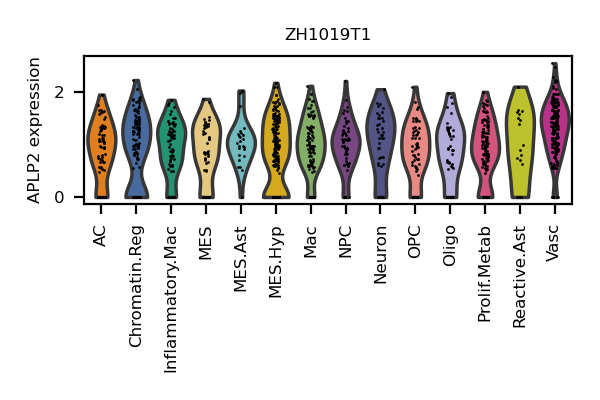 ZH1019T1
APLP2 expression
2
0
AC
Chromatin.Reg
Inflammatory.Mac
MES
MES.Ast
MES.Hyp
Mac
NPC
Neuron
OPC
Oligo
Prolif.Metab
Reactive.Ast
Vasc